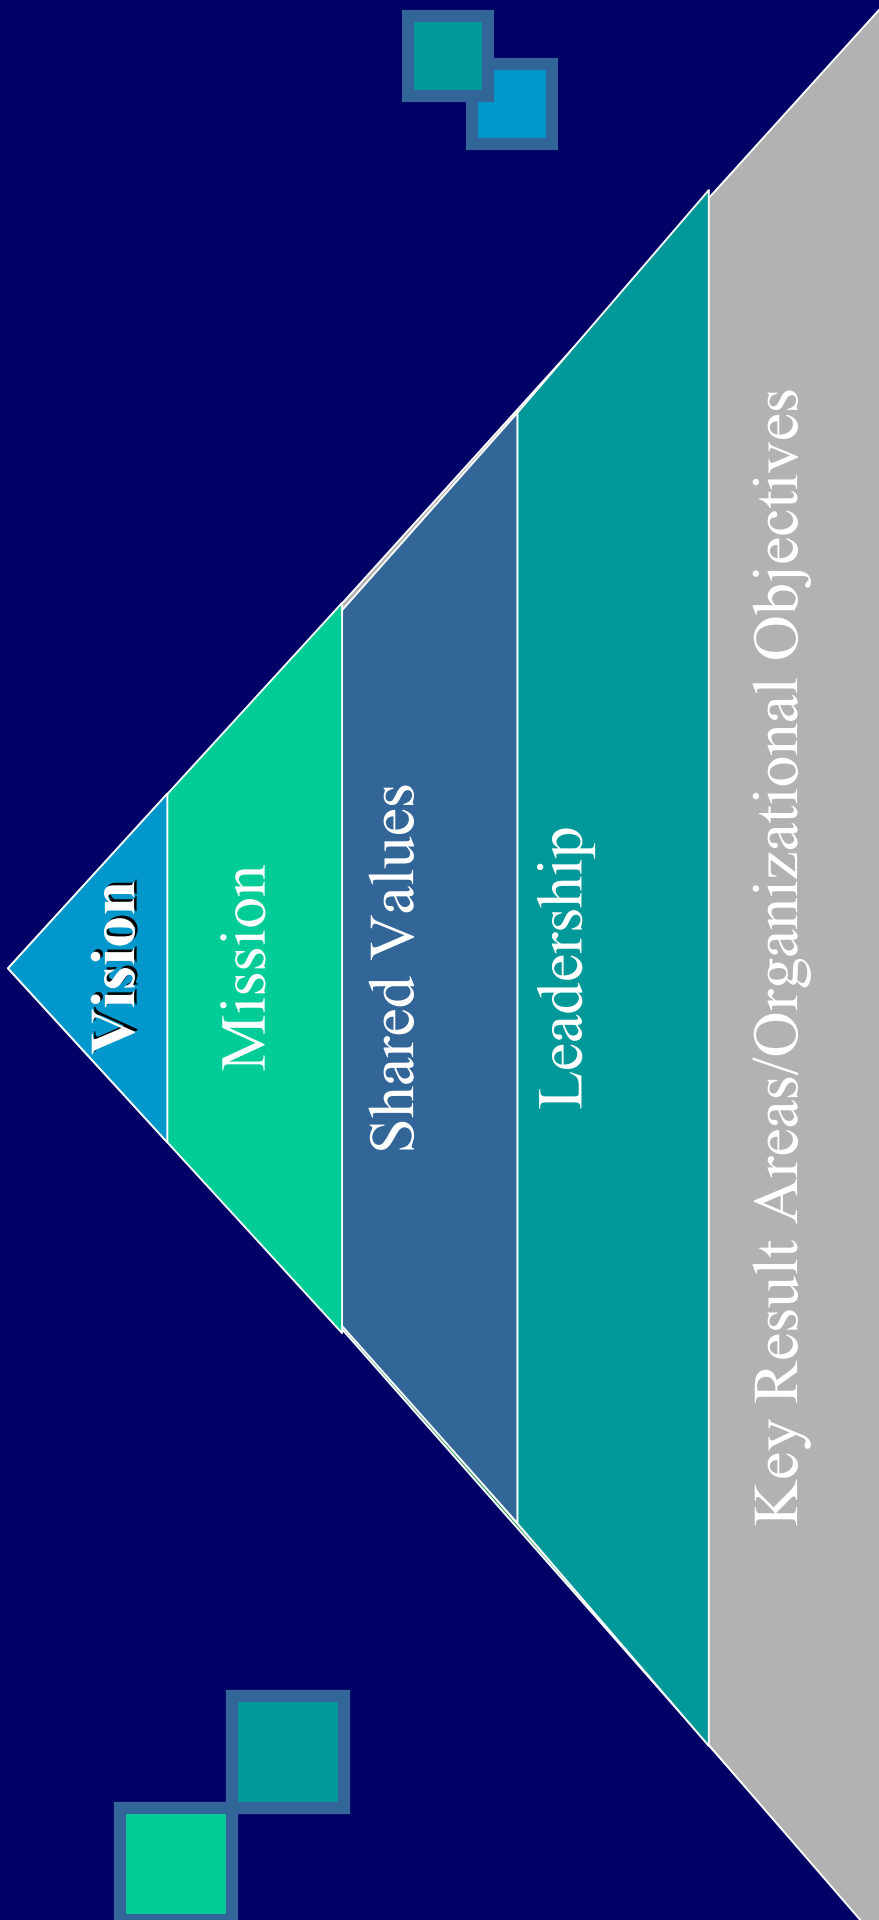 Vision
Mission
Shared Values
Leadership
Key Result Areas/Organizational Objectives